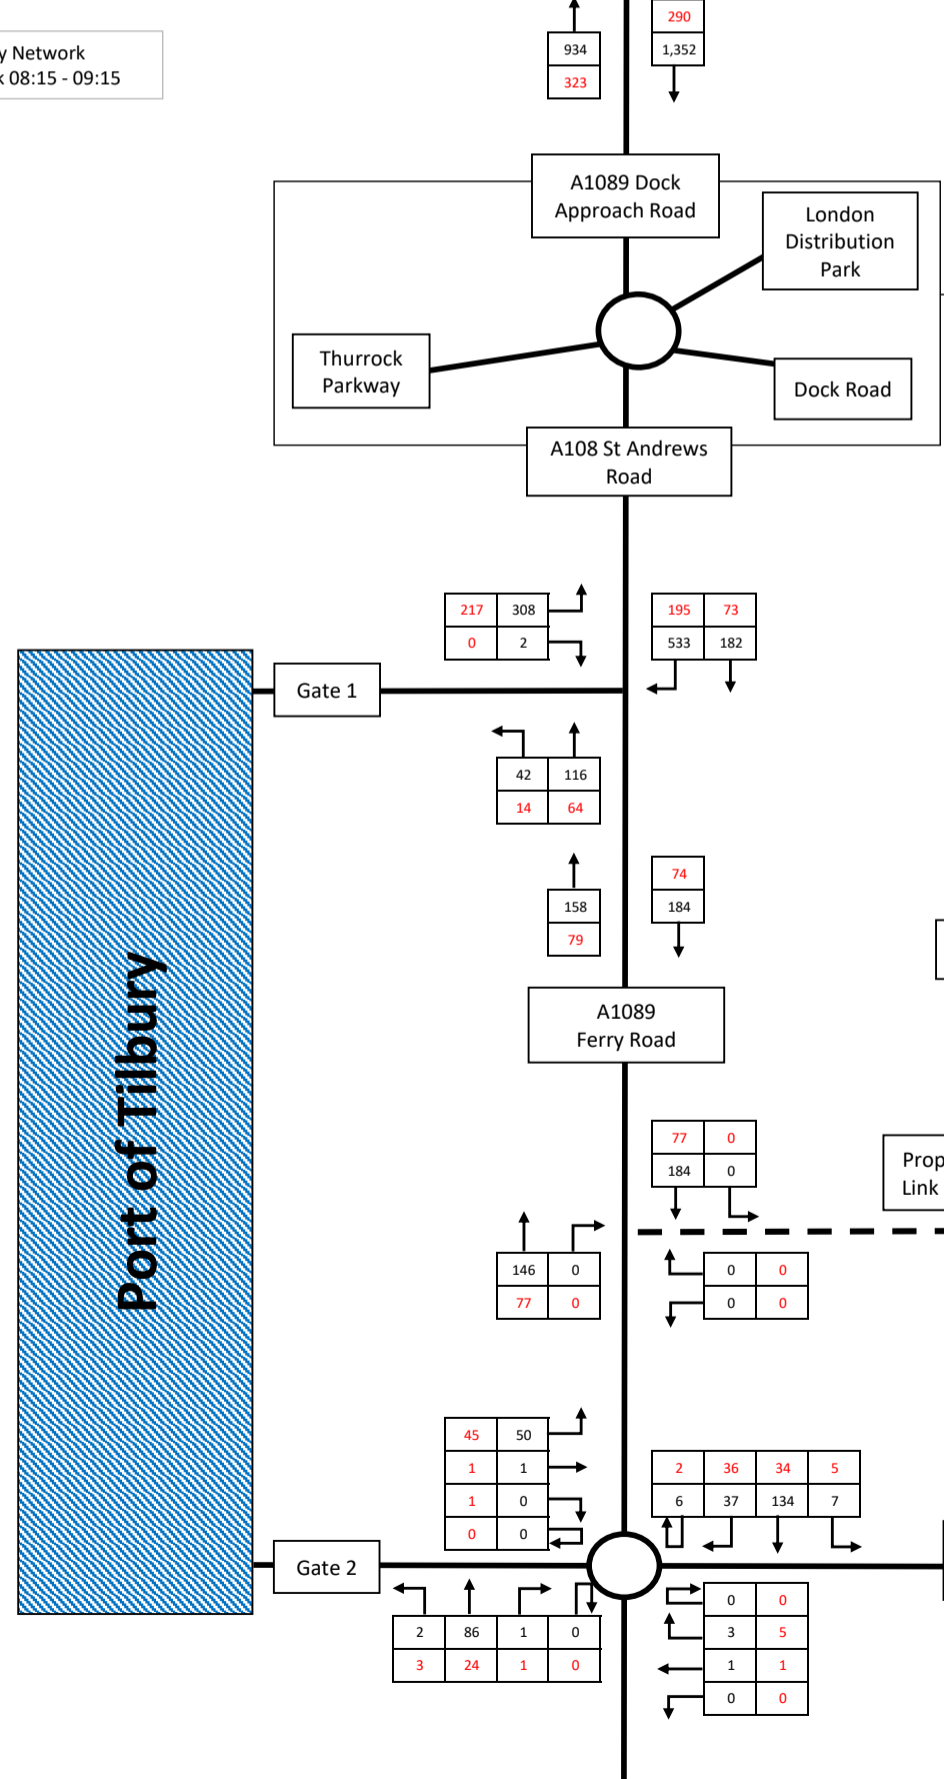 y Network
k 08:15 - 09:15
290
934 1,352
323
A1089 Dock
Approach Road
London
Distribution
Park
Thurrock
Parkway
Dock Road
A108 St Andrews
Road
217 308
0 2
195 73
533 182
Gate 1
42 116
14 64
74
184
158
79
A1089
Ferry Road
77 0
184 0
Prop
Link
146 0
77 0
0 0
0 0
Port of Tilbury
45 50
1 1
1 0
0 0
2 36 34 5
6 37 134 7
Gate 2
2 86 1 0
3 24 1 0
0 0
3 5
1 1
0 0